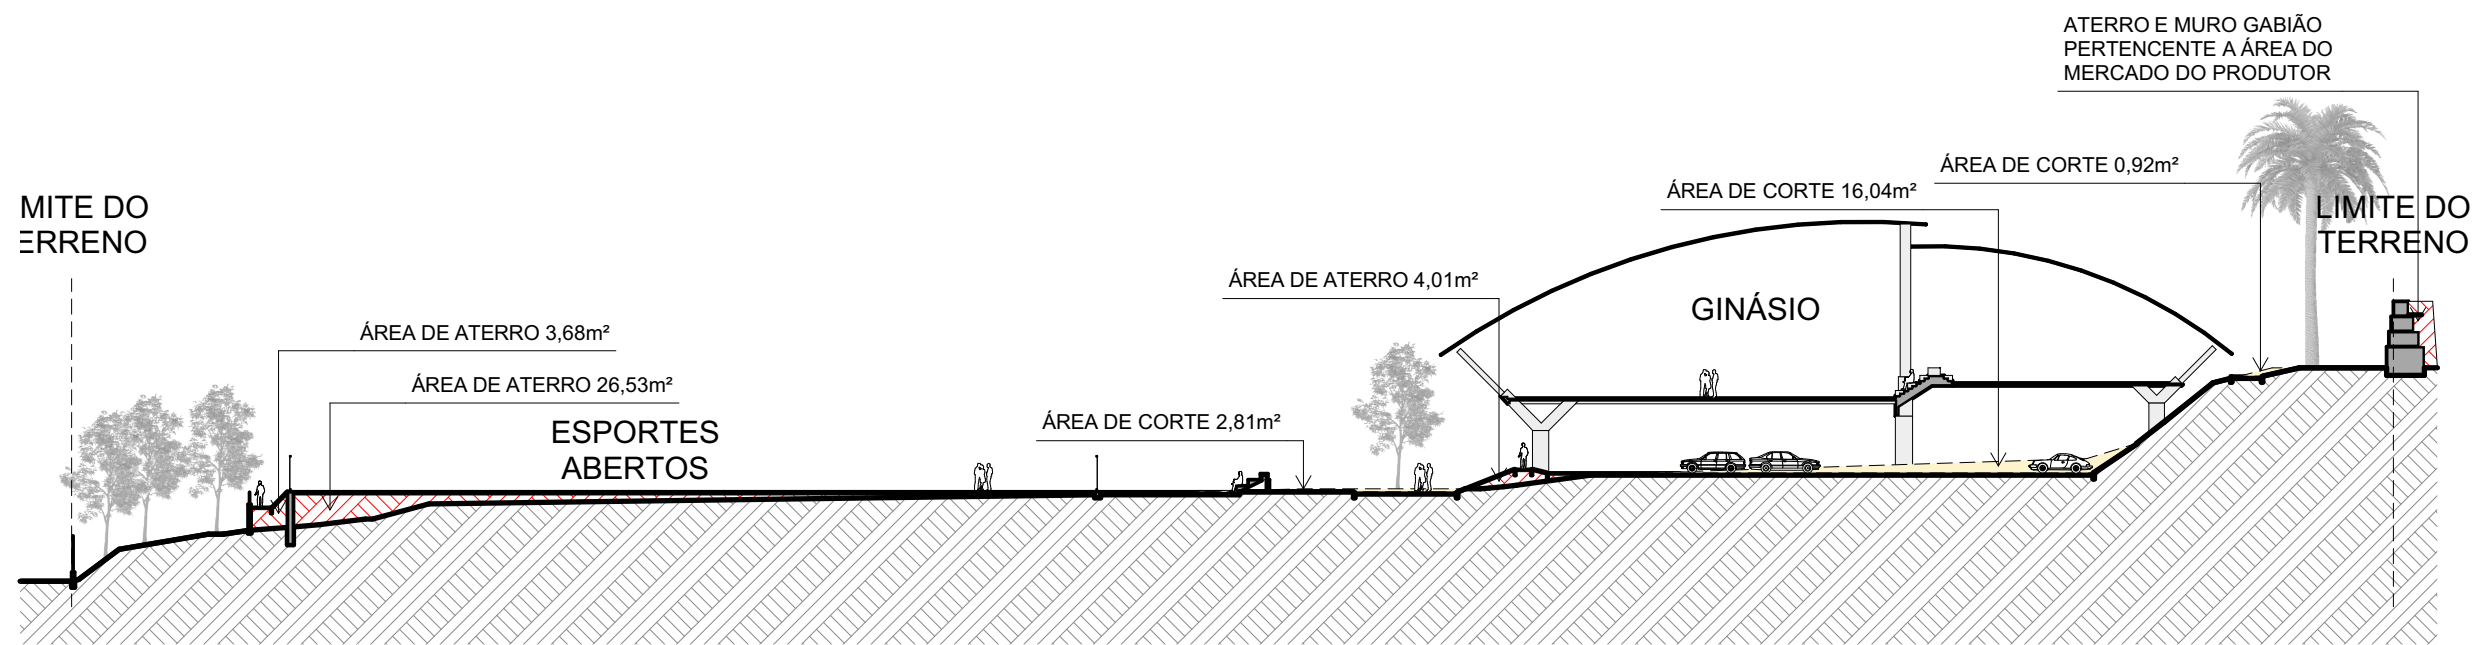 ATERRO E MURO GABIÃO
PERTENCENTE A ÁREA DO
MERCADO DO PRODUTOR
ÁREA DE CORTE 0,92m²
ÁREA DE CORTE 16,04m²
MITE DO
ERRENO
LIMITE DO
TERRENO
ÁREA DE ATERRO 4,01m²
GINÁSIO
ÁREA DE ATERRO 3,68m²
ÁREA DE ATERRO 26,53m²
ESPORTES
ABERTOS
ÁREA DE CORTE 2,81m²